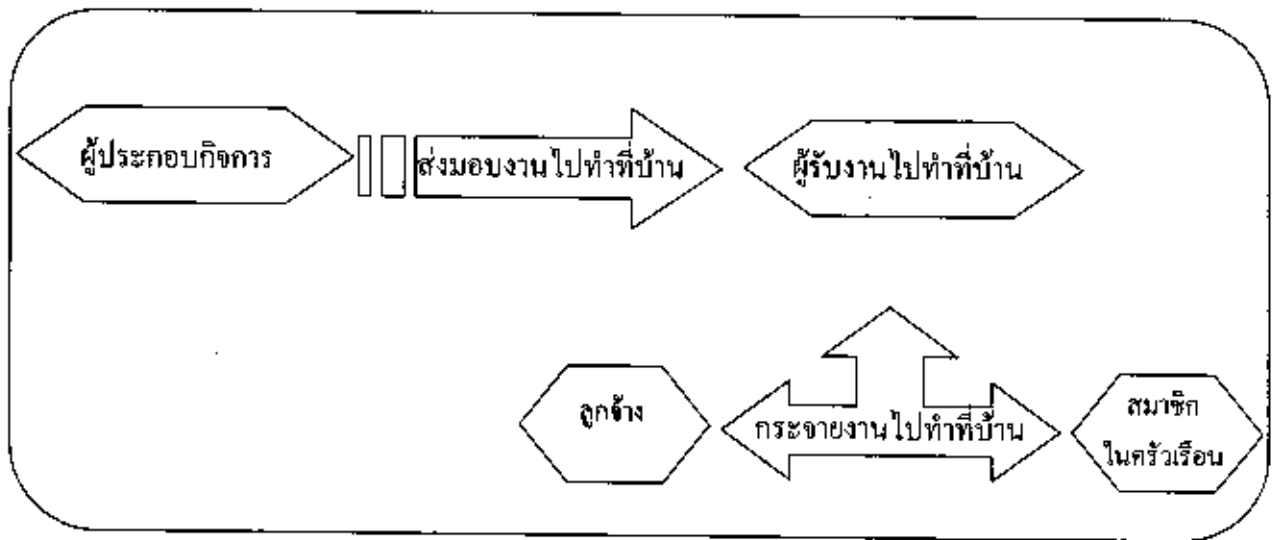 ผู้ประกอบกิจการ
ส่งมอบงานไปทำที่บ้าน
ผู้รับงานไปทำที่บ้าน
ลูกจ้าง
กระจายงานไปทำที่บ้าน
สมาชิก
ในครัวเรือน